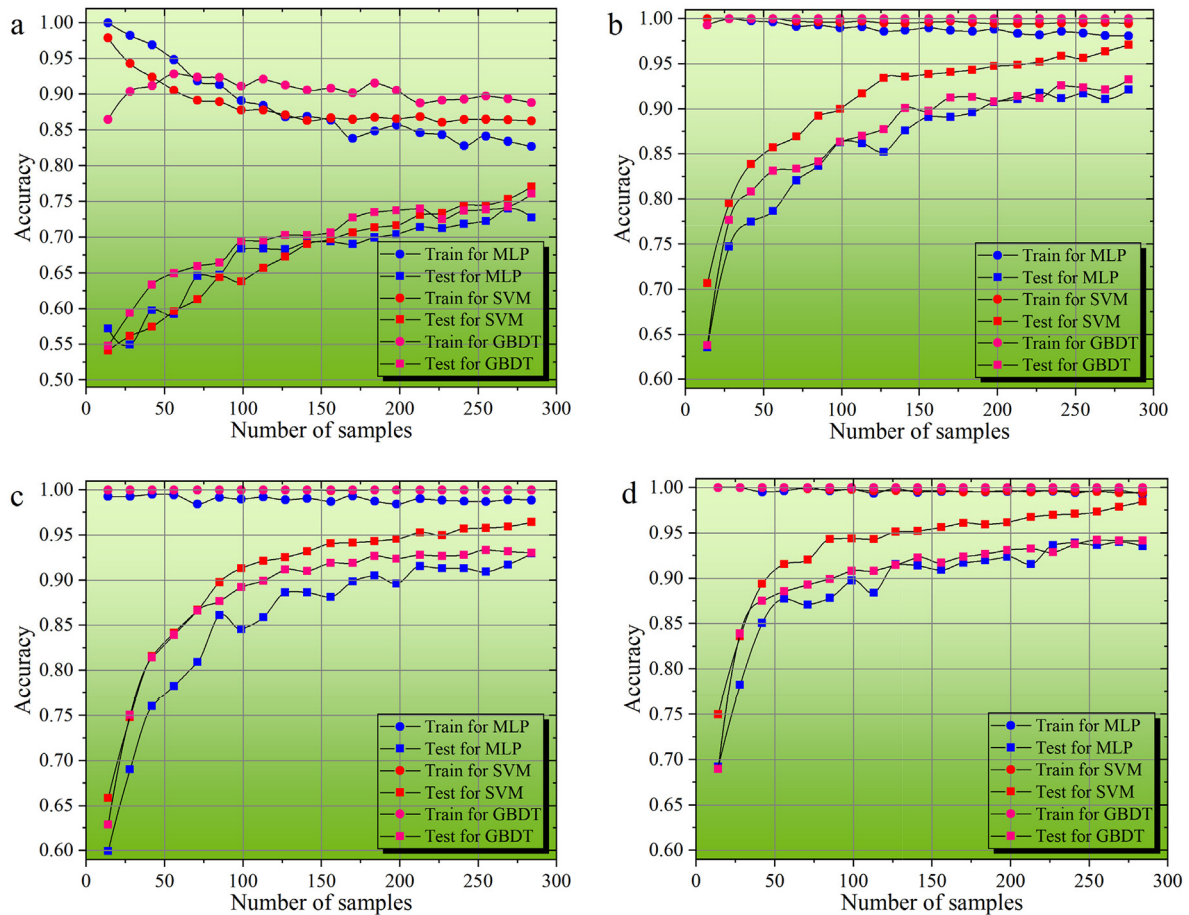 a
1.00
0.95
0.90
0.85
0.80
0.75
0.70
0.65
0.60
0.55
0.50
Accuracy
0 50 100 150 200 250 300
Number of samples
Train for MLP
Test for MLP
Train for SVM
Test for SVM
Train for GBDT
Test for GBDT
b
1.00
0.95
0.90
0.85
0.80
0.75
0.70
0.65
0.60
Accuracy
0 50 100 150 200 250 300
Number of samples
Train for MLP
Test for MLP
Train for SVM
Test for SVM
Train for GBDT
Test for GBDT
c
1.00
0.95
0.90
0.85
0.80
0.75
0.70
0.65
0.60
Accuracy
0 50 100 150 200 250 300
Number of samples
Train for MLP
Test for MLP
Train for SVM
Test for SVM
Train for GBDT
Test for GBDT
d
1.00
0.95
0.90
0.85
0.80
0.75
0.70
0.65
0.60
Accuracy
0 50 100 150 200 250 300
Number of samples
Train for MLP
Test for MLP
Train for SVM
Test for SVM
Train for GBDT
Test for GBDT